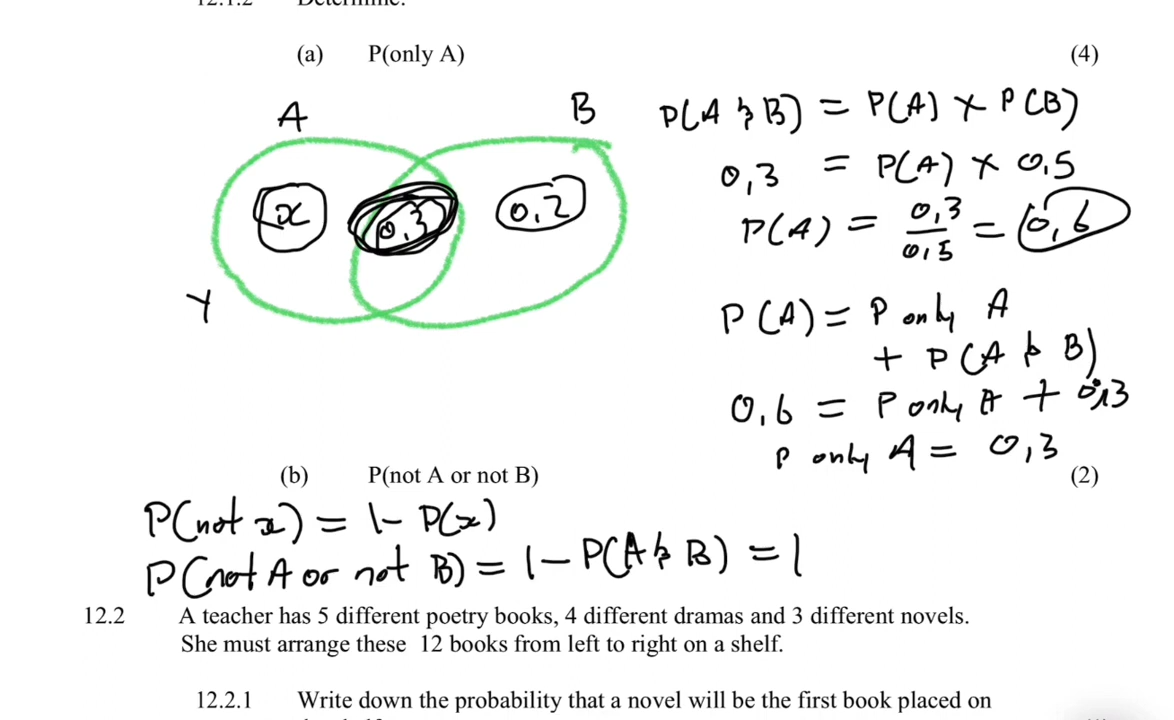 12.1.2 Determine:
(a) P(only A) (4)
A B
x 0,3 0,2
Y
P(A & B) = P(A) × P(B)
0,3 = P(A) × 0,5
P(A) = 0,3 / 0,5 = 0,6
P(A) = P only A
+ P(A & B)
0,6 = P only A + 0,3
P only A = 0,3
(b) P(not A or not B) (2)
P(not x) = 1 - P(x)
P(not A or not B) = 1 - P(A & B) = 1
12.2 A teacher has 5 different poetry books, 4 different dramas and 3 different novels.
She must arrange these 12 books from left to right on a shelf.
12.2.1 Write down the probability that a novel will be the first book placed on